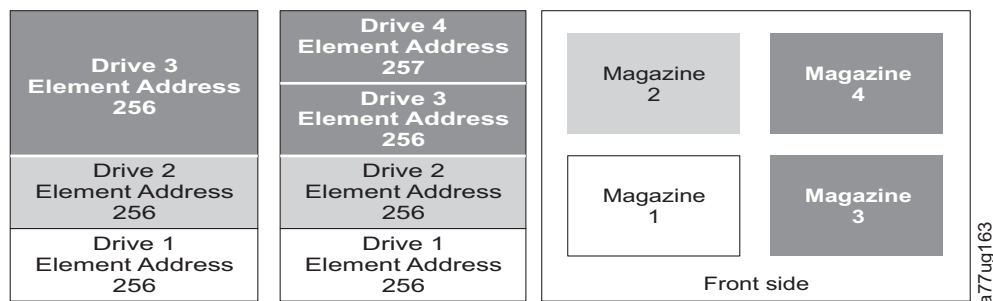 Drive 3
Element Address
256
Drive 2
Element Address
256
Drive 1
Element Address
256
Drive 4
Element Address
257
Drive 3
Element Address
256
Drive 2
Element Address
256
Drive 1
Element Address
256
Magazine
2
Magazine
4
Magazine
1
Magazine
3
Front side
a77ug163